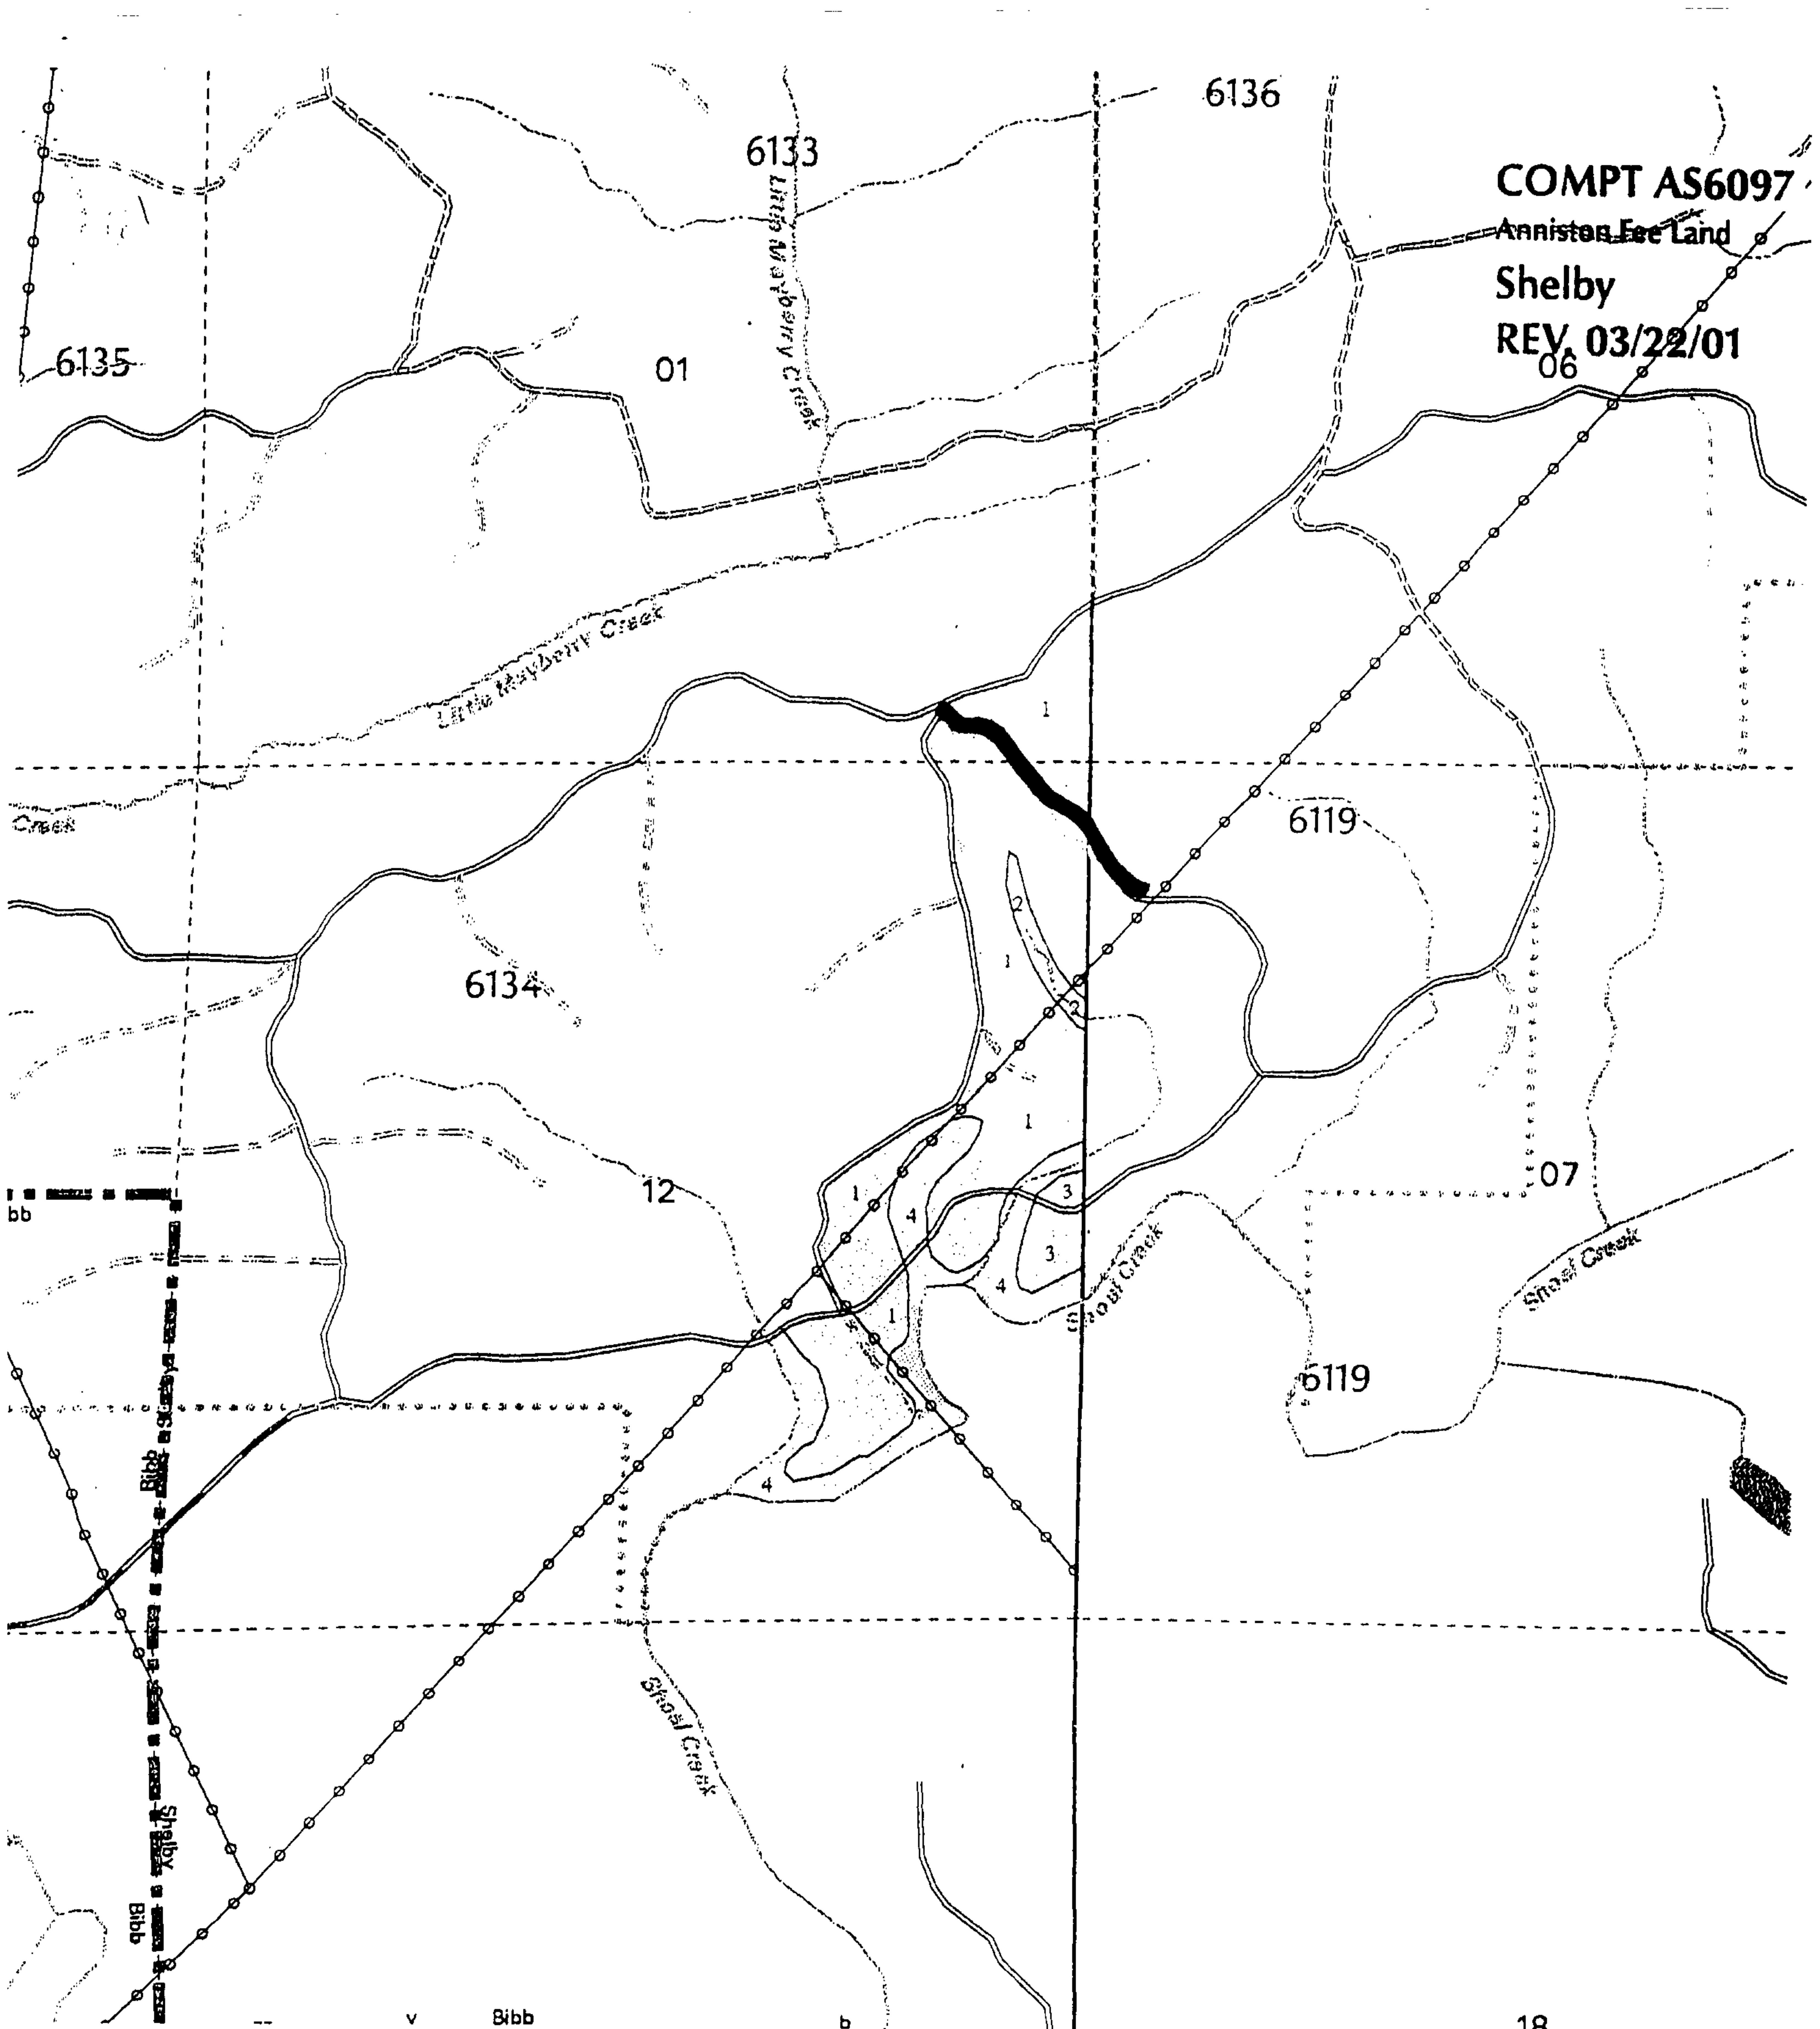 6136
6133
COMPT AS6097
Anniston Fee Land
Shelby
REV. 03/22/01
Little Mayberry Creek
6135
01
06
Little Mayberry Creek
1
Creek
6119
2
1
6134
2
1
12
07
1
3
bb
4
3
Shoal Creek
Shoal Creek
4
1
6119
Bibb
4
Shoal Creek
Shelby
Bibb
v
Bibb
b
18